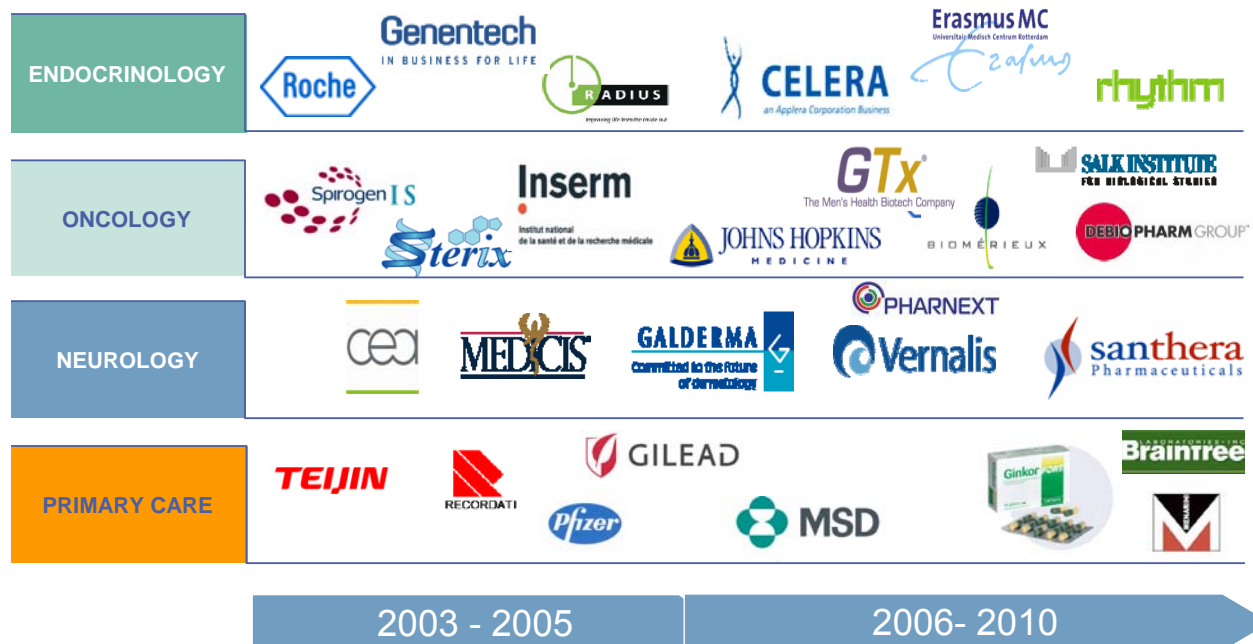 ENDOCRINOLOGY
Roche
Genentech
IN BUSINESS FOR LIFE
RADIUS
CELERA
an Applera Corporation Business
Erasmus MC
Universitair Medisch Centrum Rotterdam
Erasmus
rhythm
ONCOLOGY
Spirogen IS
Sterix
Inserm
Institut national
de la santé et de la recherche médicale
JOHNS HOPKINS
MEDICINE
GTx®
The Men's Health Biotech Company
BIOMÉRIEUX
SALK INSTITUTE
FOR BIOLOGICAL STUDIES
DEBIOPHARM GROUP™
NEUROLOGY
cea
MEDICIS
GALDERMA
Committed to the future
of dermatology
PHARNEXT
Vernalis
santhera
Pharmaceuticals
PRIMARY CARE
TEIJIN
RECORDATI
GILEAD
Pfizer
MSD
Ginkor
LABORATORIES INC
Braintree
MENARINI
2003 - 2005
2006- 2010